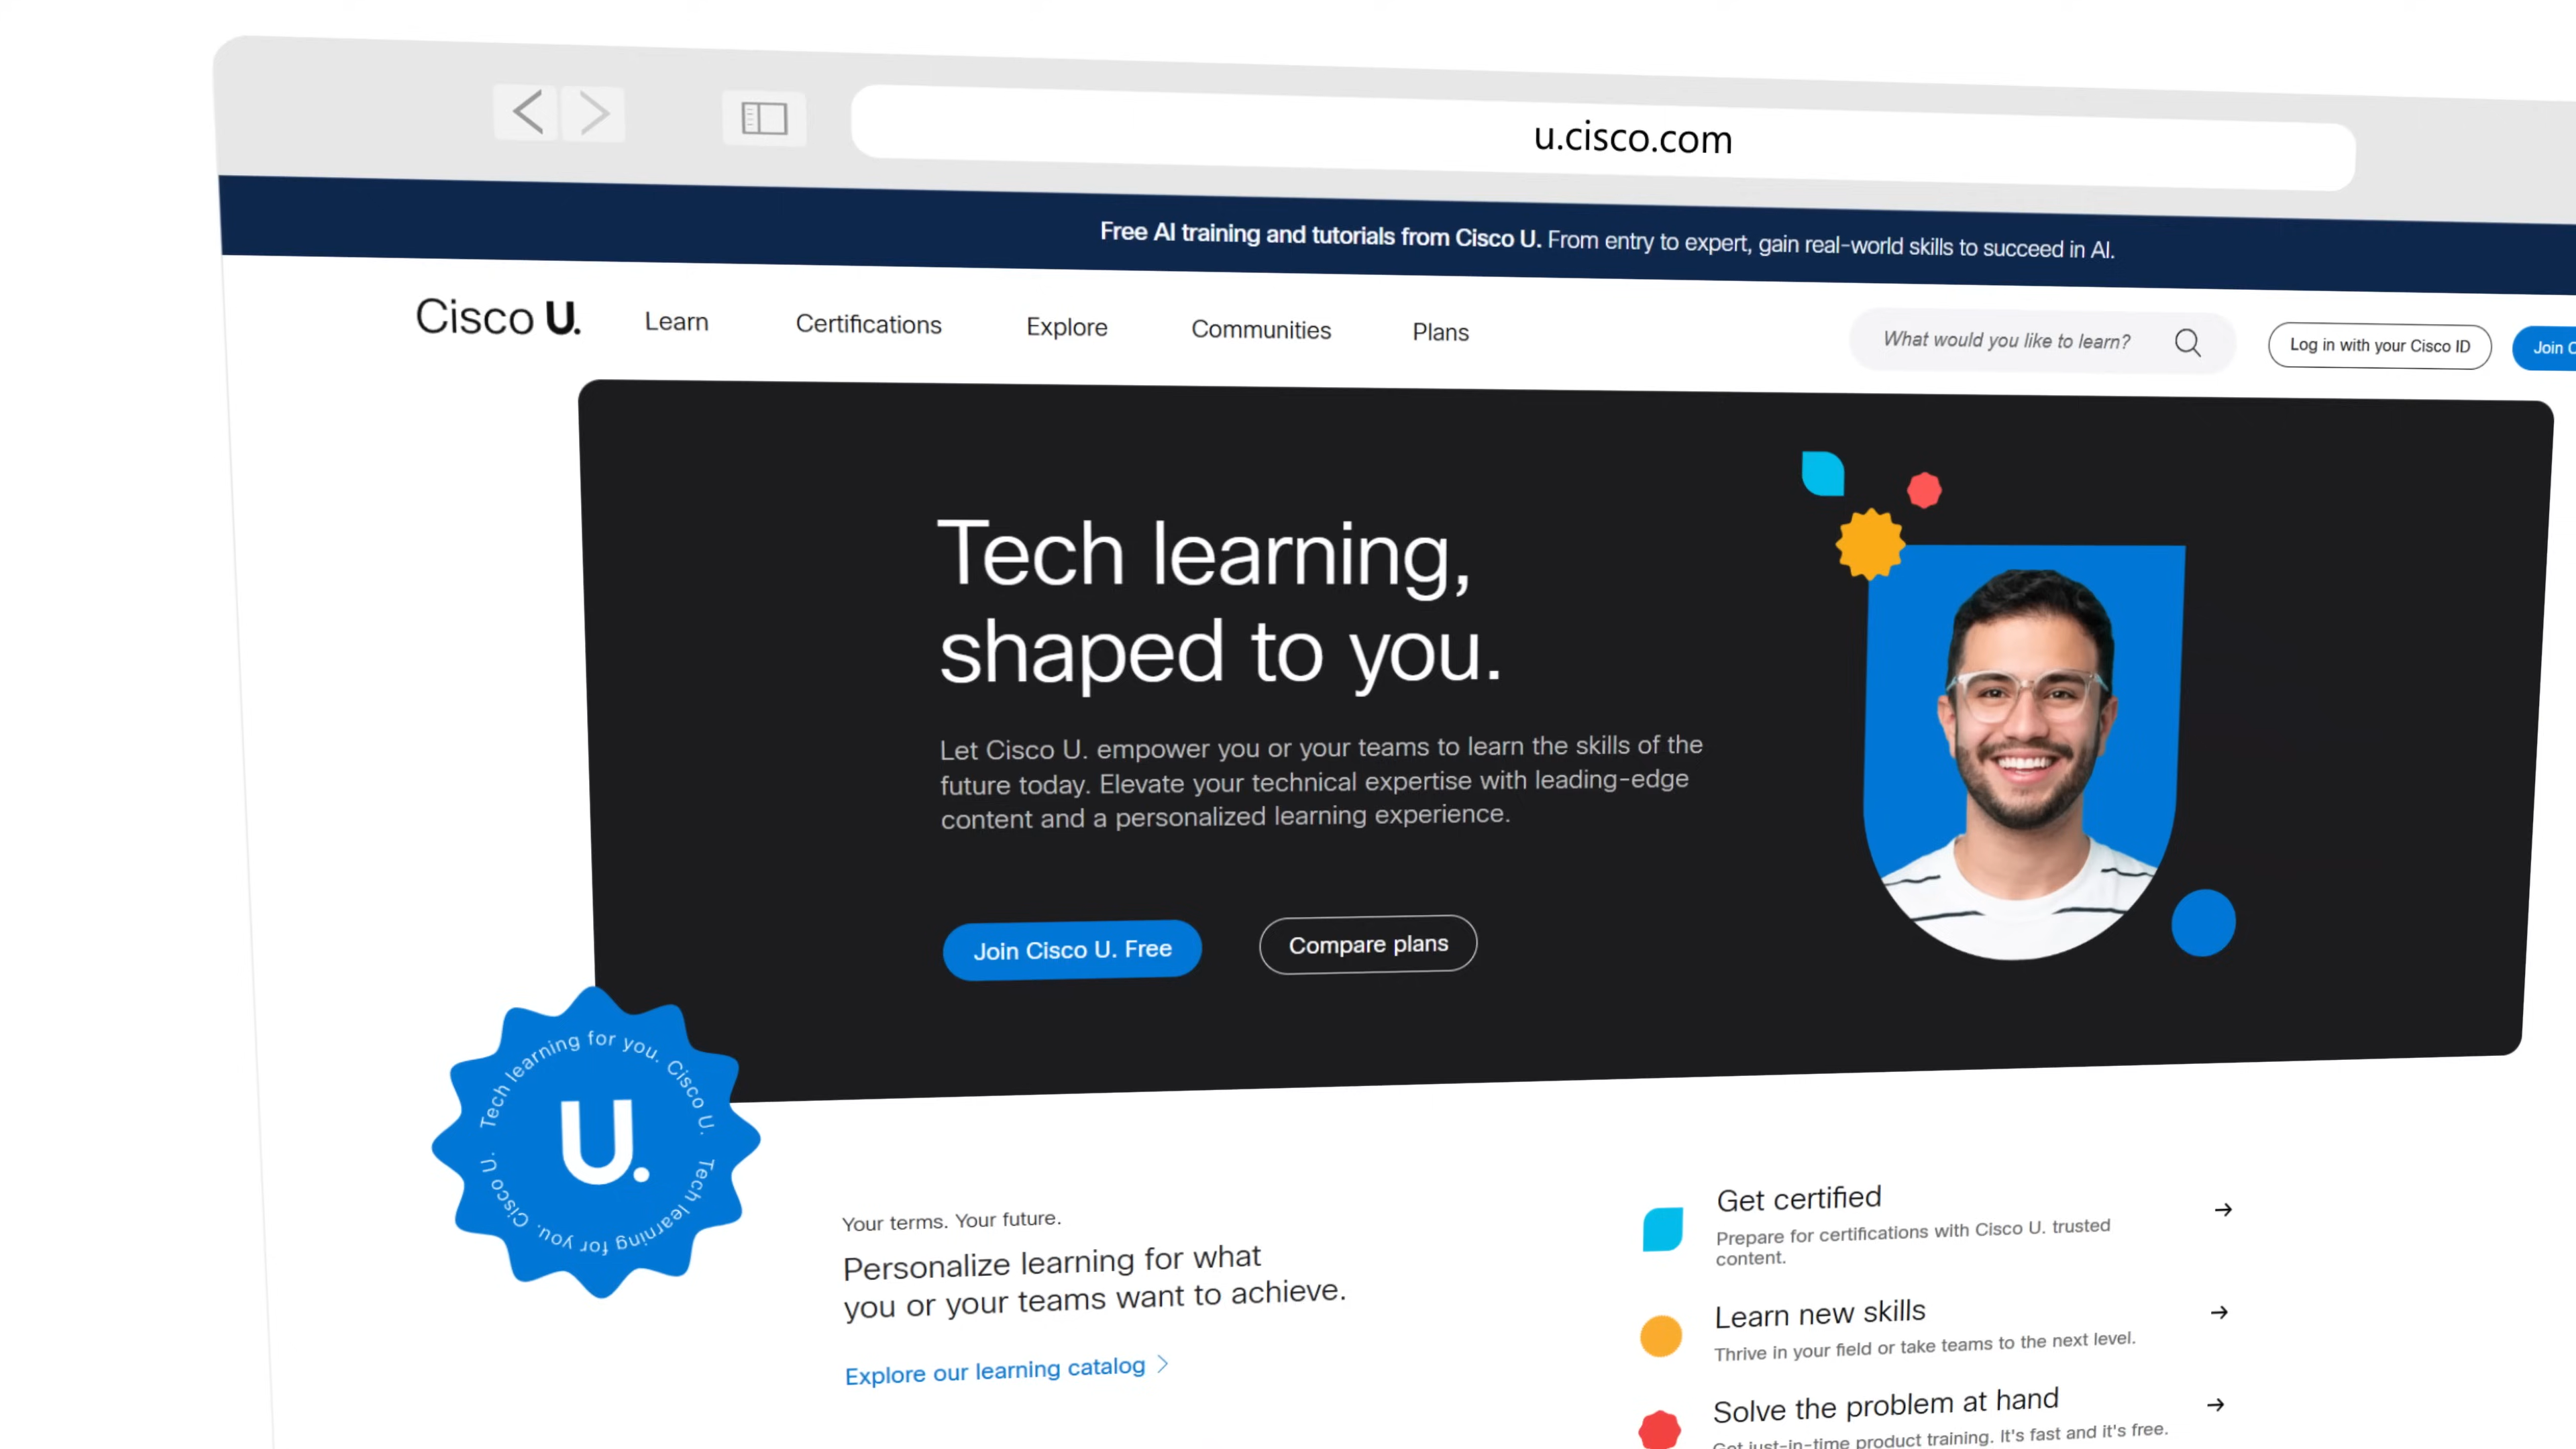 u.cisco.com
Free AI training and tutorials from Cisco U. From entry to expert, gain real-world skills to succeed in AI.
Cisco U. Learn Certifications Explore Communities Plans What would you like to learn? Log in with your Cisco ID Join
Tech learning,
shaped to you.
Let Cisco U. empower you or your teams to learn the skills of the
future today. Elevate your technical expertise with leading-edge
content and a personalized learning experience.
Join Cisco U. Free Compare plans
Tech learning for you. Cisco U. Tech learning for you. Cisco U.
U.
Your terms. Your future.
Personalize learning for what
you or your teams want to achieve.
Explore our learning catalog
Get certified
Prepare for certifications with Cisco U. trusted
content.
Learn new skills
Thrive in your field or take teams to the next level.
Solve the problem at hand
Get just-in-time product training. It's fast and it's free.